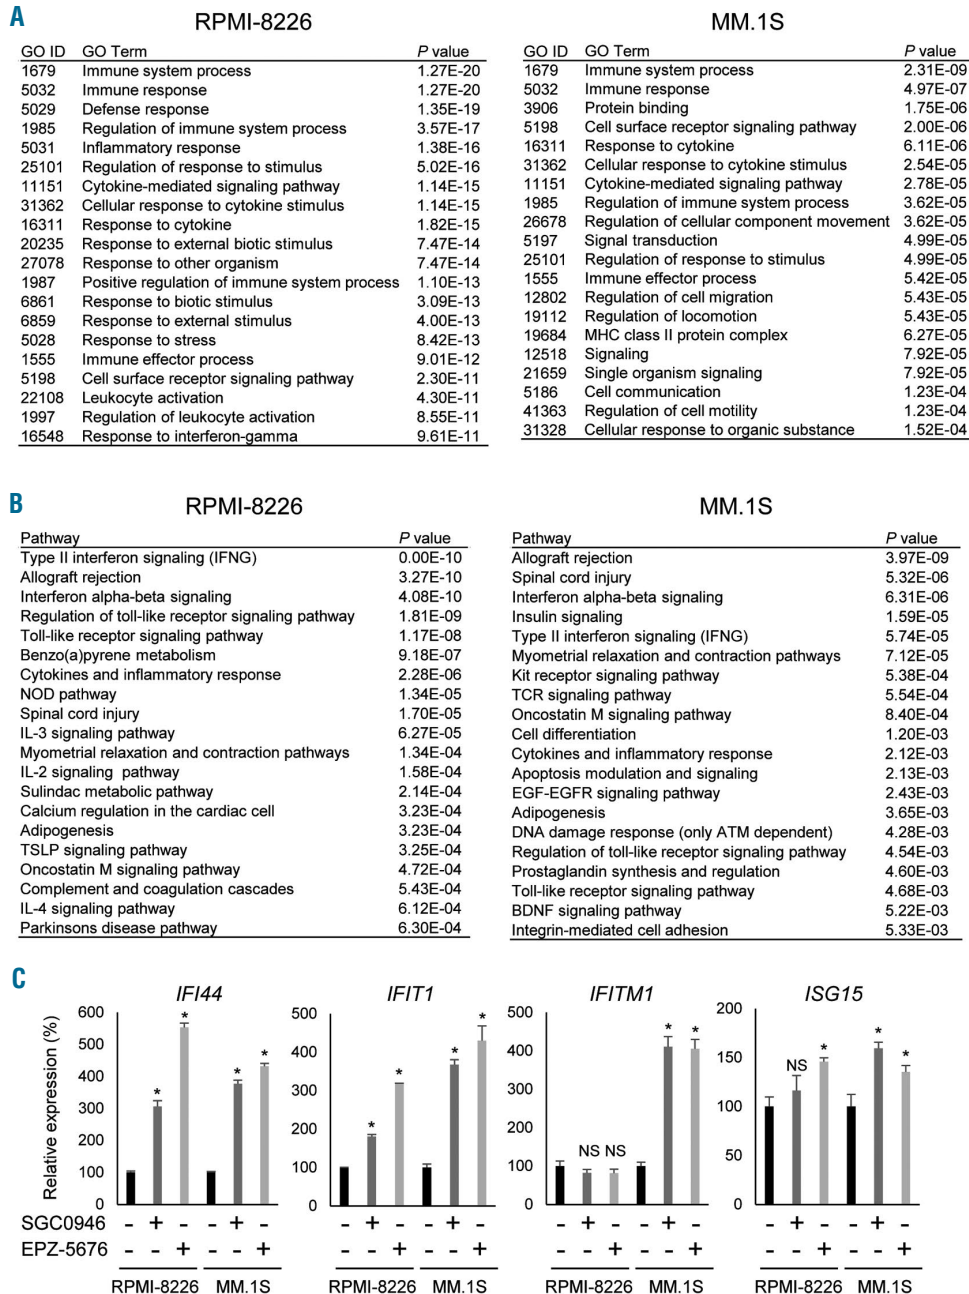 A
RPMI-8226
GO ID GO Term P value
1679 Immune system process 1.27E-20
5032 Immune response 1.27E-20
5029 Defense response 1.35E-19
1985 Regulation of immune system process 3.57E-17
5031 Inflammatory response 1.38E-16
25101 Regulation of response to stimulus 5.02E-16
11151 Cytokine-mediated signaling pathway 1.14E-15
31362 Cellular response to cytokine stimulus 1.14E-15
16311 Response to cytokine 1.82E-15
20235 Response to external biotic stimulus 7.47E-14
27078 Response to other organism 7.47E-14
1987 Positive regulation of immune system process 1.10E-13
6861 Response to biotic stimulus 3.09E-13
6859 Response to external stimulus 4.00E-13
5028 Response to stress 8.42E-13
1555 Immune effector process 9.01E-12
5198 Cell surface receptor signaling pathway 2.30E-11
22108 Leukocyte activation 4.30E-11
1997 Regulation of leukocyte activation 8.55E-11
16548 Response to interferon-gamma 9.61E-11
MM.1S
GO ID GO Term P value
1679 Immune system process 2.31E-09
5032 Immune response 4.97E-07
3906 Protein binding 1.75E-06
5198 Cell surface receptor signaling pathway 2.00E-06
16311 Response to cytokine 6.11E-06
31362 Cellular response to cytokine stimulus 2.54E-05
11151 Cytokine-mediated signaling pathway 2.78E-05
1985 Regulation of immune system process 3.62E-05
26678 Regulation of cellular component movement 3.62E-05
5197 Signal transduction 4.99E-05
25101 Regulation of response to stimulus 4.99E-05
1555 Immune effector process 5.42E-05
12802 Regulation of cell migration 5.43E-05
19112 Regulation of locomotion 5.43E-05
19684 MHC class II protein complex 6.27E-05
12518 Signaling 7.92E-05
21659 Single organism signaling 7.92E-05
5186 Cell communication 1.23E-04
41363 Regulation of cell motility 1.23E-04
31328 Cellular response to organic substance 1.52E-04
B
RPMI-8226
Pathway P value
Type II interferon signaling (IFNG) 0.00E-10
Allograft rejection 3.27E-10
Interferon alpha-beta signaling 4.08E-10
Regulation of toll-like receptor signaling pathway 1.81E-09
Toll-like receptor signaling pathway 1.17E-08
Benzo(a)pyrene metabolism 9.18E-07
Cytokines and inflammatory response 2.28E-06
NOD pathway 1.34E-05
Spinal cord injury 1.70E-05
IL-3 signaling pathway 6.27E-05
Myometrial relaxation and contraction pathways 1.34E-04
IL-2 signaling pathway 1.58E-04
Sulindac metabolic pathway 2.14E-04
Calcium regulation in the cardiac cell 3.23E-04
Adipogenesis 3.23E-04
TSLP signaling pathway 3.25E-04
Oncostatin M signaling pathway 4.72E-04
Complement and coagulation cascades 5.43E-04
IL-4 signaling pathway 6.12E-04
Parkinsons disease pathway 6.30E-04
MM.1S
Pathway P value
Allograft rejection 3.97E-09
Spinal cord injury 5.32E-06
Interferon alpha-beta signaling 6.31E-06
Insulin signaling 1.59E-05
Type II interferon signaling (IFNG) 5.74E-05
Myometrial relaxation and contraction pathways 7.12E-05
Kit receptor signaling pathway 5.38E-04
TCR signaling pathway 5.54E-04
Oncostatin M signaling pathway 8.40E-04
Cell differentiation 1.20E-03
Cytokines and inflammatory response 2.12E-03
Apoptosis modulation and signaling 2.13E-03
EGF-EGFR signaling pathway 2.43E-03
Adipogenesis 3.65E-03
DNA damage response (only ATM dependent) 4.28E-03
Regulation of toll-like receptor signaling pathway 4.54E-03
Prostaglandin synthesis and regulation 4.60E-03
Toll-like receptor signaling pathway 4.68E-03
BDNF signaling pathway 5.22E-03
Integrin-mediated cell adhesion 5.33E-03
C
Relative expression (%)
IFI44
600
500
400
300
200
100
0
* * * *
IFIT1
500
400
300
200
100
0
* * * *
IFITM1
500
400
300
200
100
0
NS NS * *
ISG15
200
150
100
50
0
NS * * *
SGC0946 - + - - + - - + - - + - - + - - + - - + - - + -
EPZ-5676 - - + - - + - - + - - + - - + - - + - - + - - +
RPMI-8226 MM.1S RPMI-8226 MM.1S RPMI-8226 MM.1S RPMI-8226 MM.1S